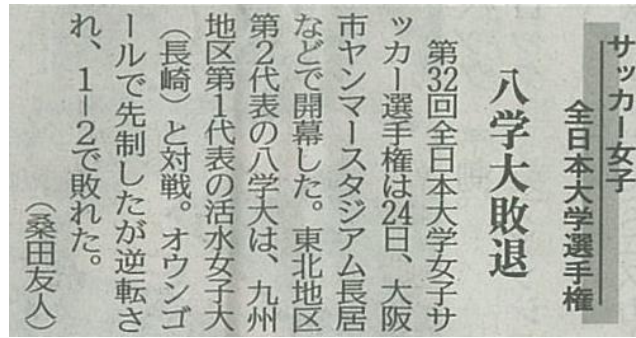 サッカー女子
全日本大学選手権
八学大敗退
第32回全日本大学女子サ
ッカー選手権は24日、大阪
市ヤンマースタジアム長居
などで開幕した。東北地区
第2代表の八学大は、九州
地区第1代表の活水女子大
（長崎）と対戦。オウンゴ
ールで先制したが逆転さ
れ、1−2で敗れた。
（桑田友人）